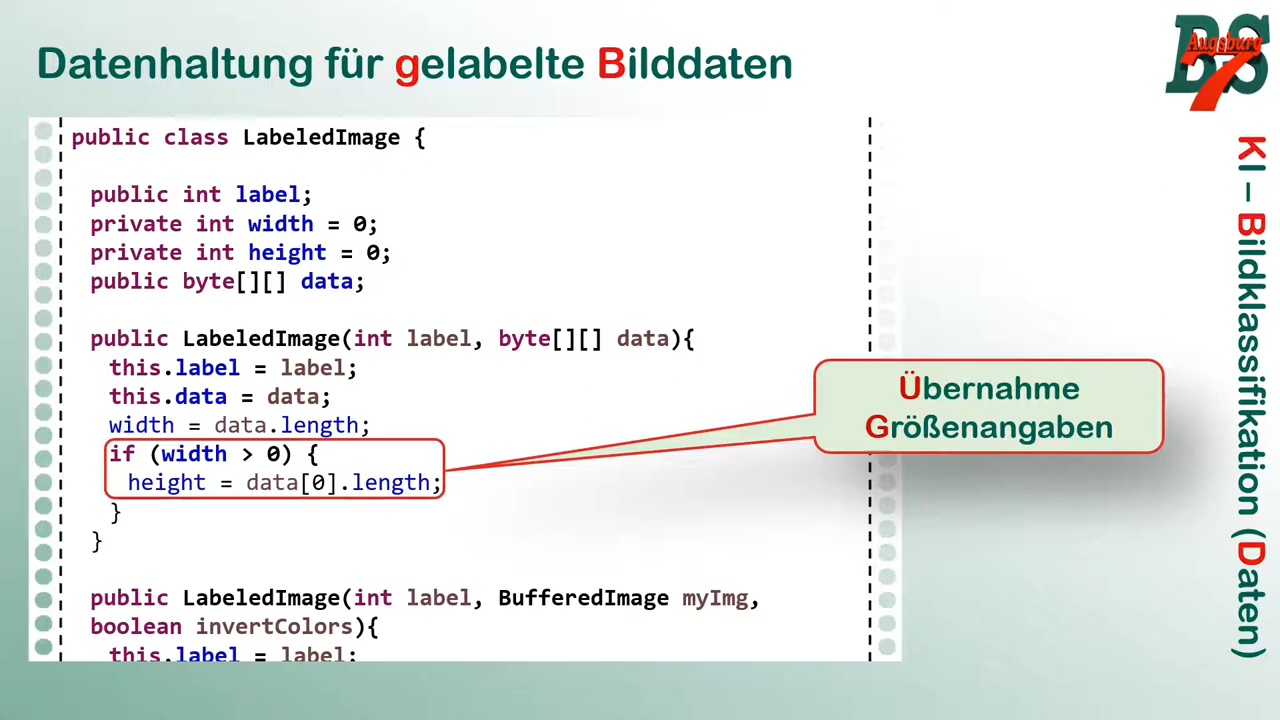 Datenhaltung für gelabelte Bilddaten
BS
Augsburg
7
public class LabeledImage {
public int label;
private int width = 0;
private int height = 0;
public byte[][] data;
public LabeledImage(int label, byte[][] data){
this.label = label;
this.data = data;
width = data.length;
if (width > 0) {
height = data[0].length;
}
}
public LabeledImage(int label, BufferedImage myImg,
boolean invertColors){
this.label = label;
Übernahme
Größenangaben
KI – Bildklassifikation (Daten)